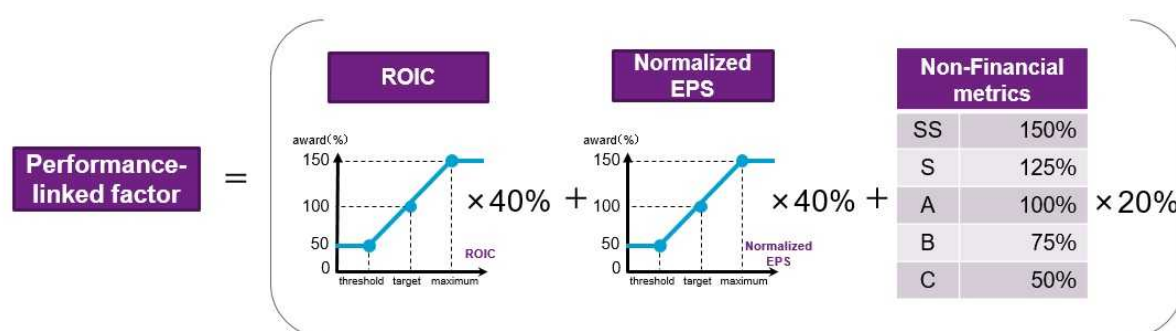 Performance-
linked factor
=
ROIC
award(%)
150
100
50
0
threshold target maximum
ROIC
×40%
+
Normalized
EPS
award(%)
150
100
50
0
threshold target maximum
Normalized
EPS
×40%
+
Non-Financial
metrics
SS 150%
S 125%
A 100%
B 75%
C 50%
×20%